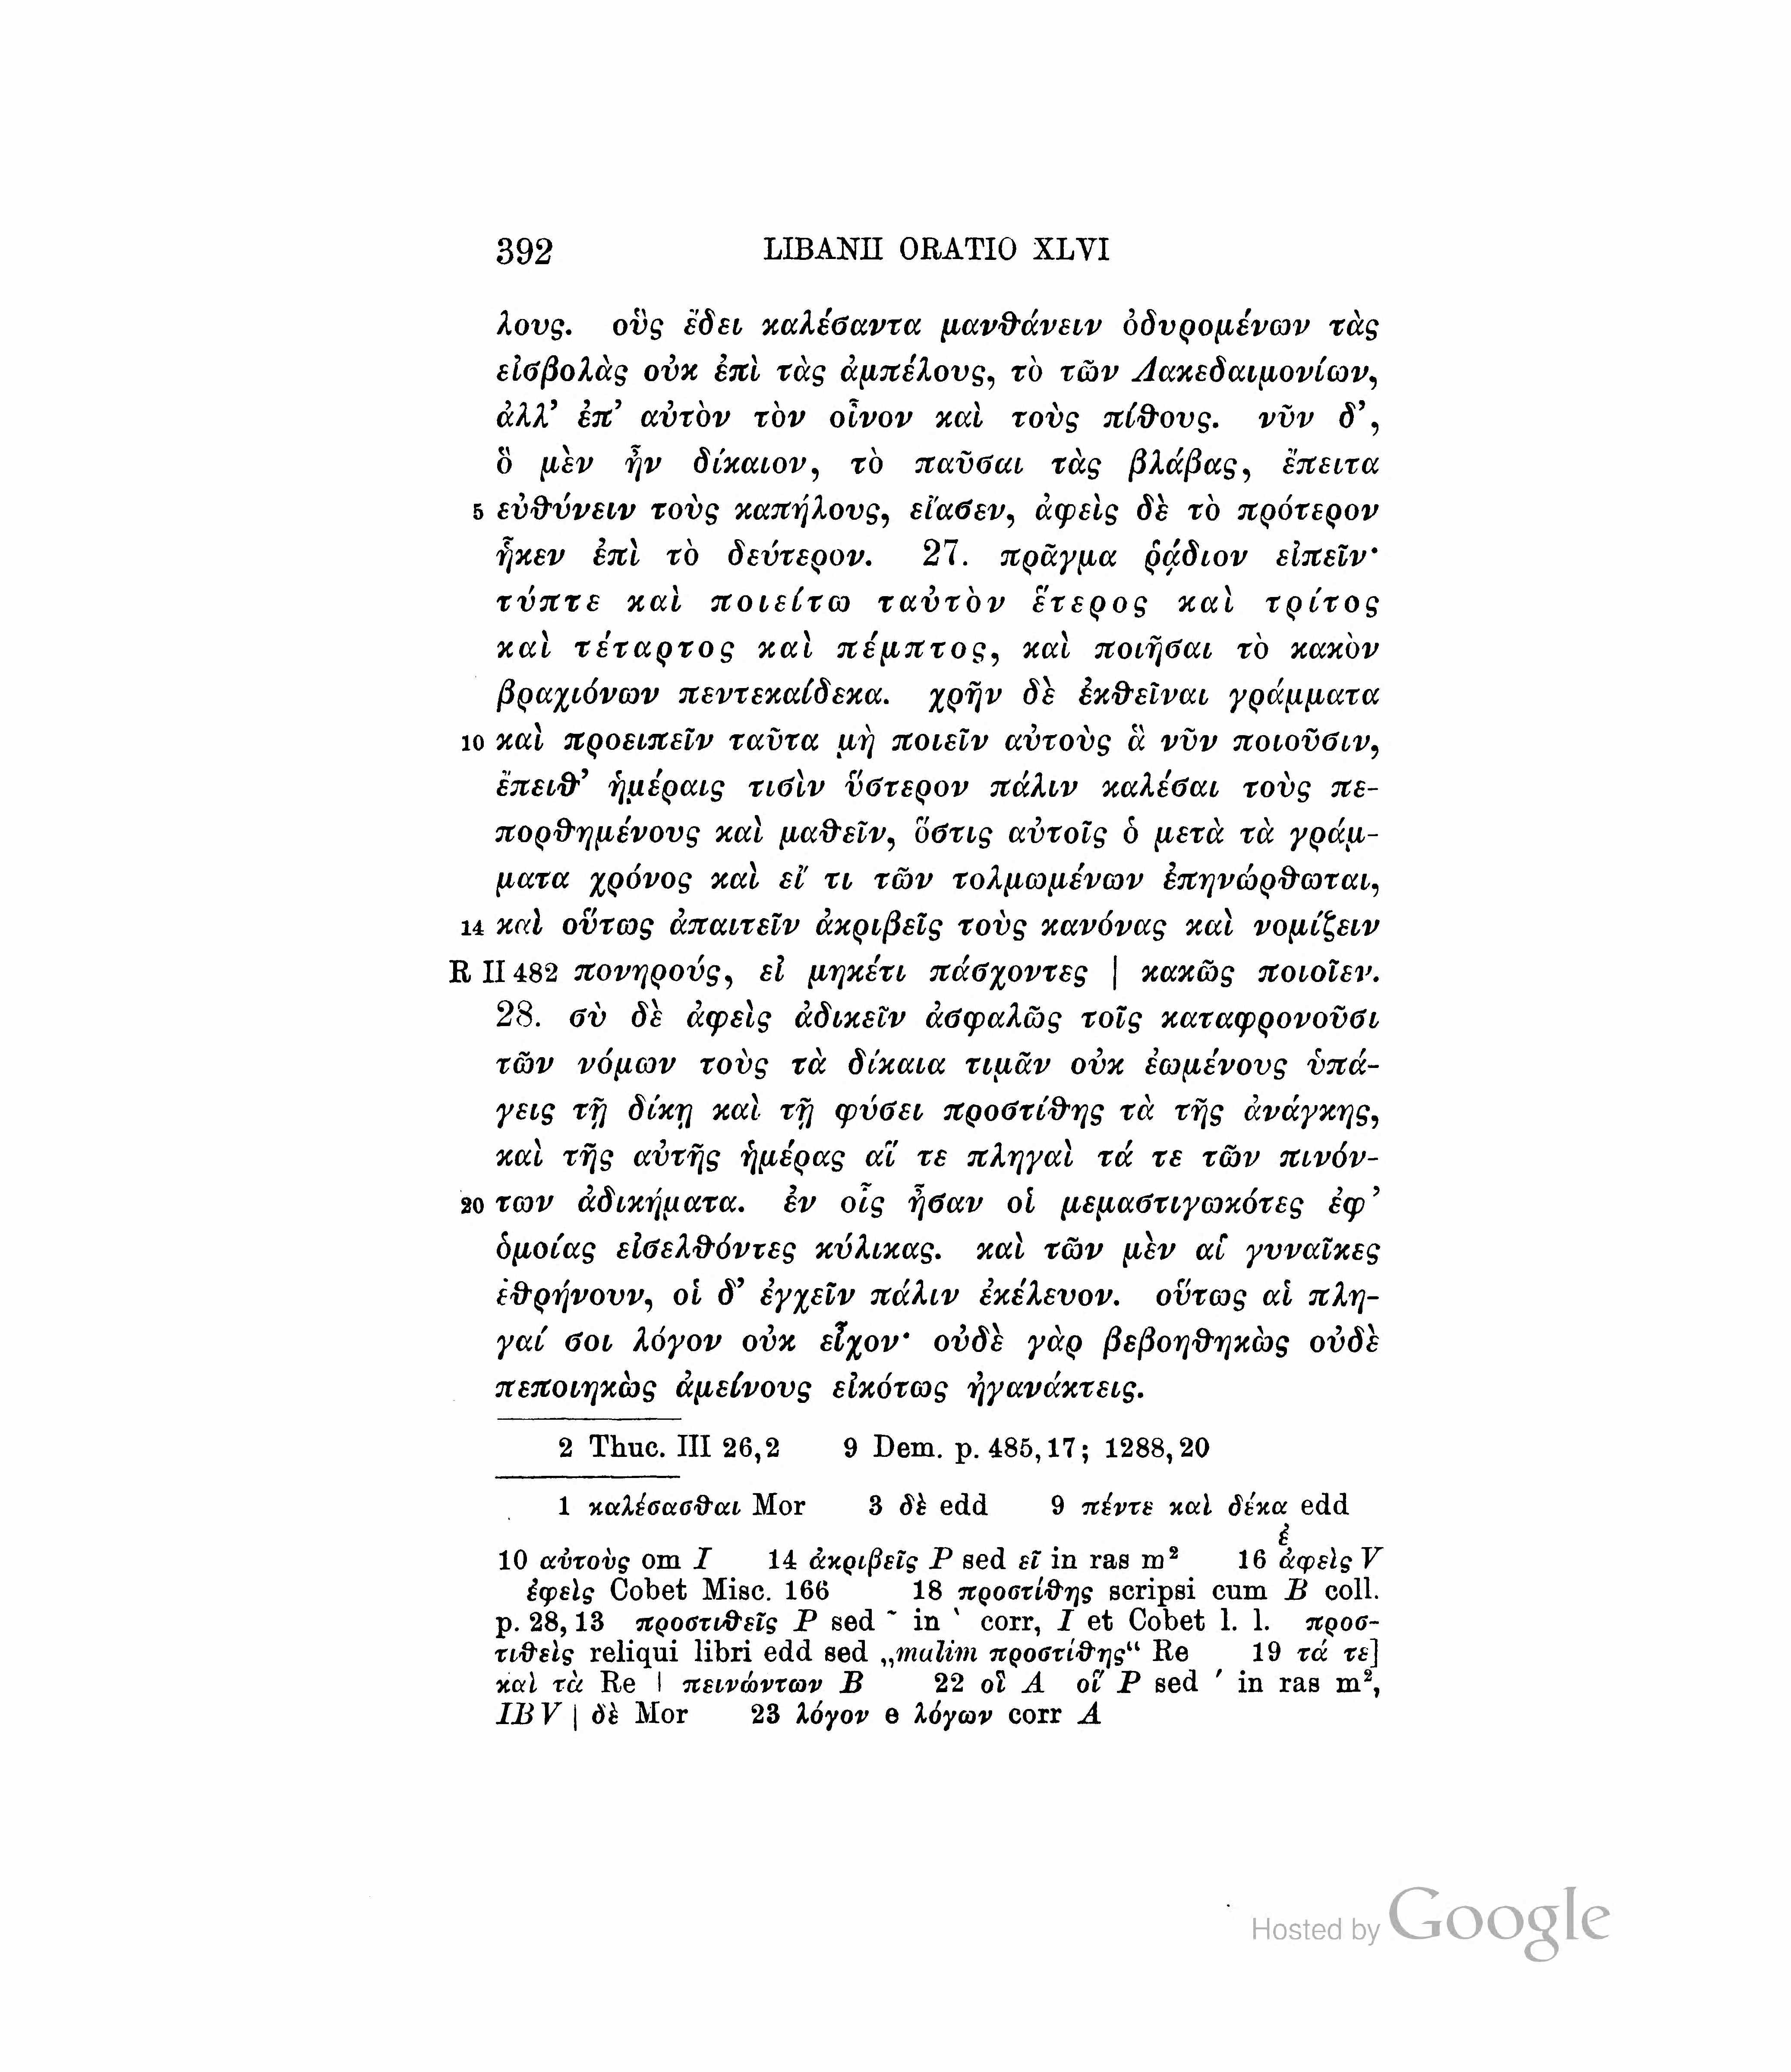 392 LIBANII ORATIO XLVI
λους. οὓς ἔδει καλέσαντα μανθάνειν ὀδυρομένων τὰς
εἰσβολὰς οὐκ ἐπὶ τὰς ἀμπέλους, τὸ τῶν Λακεδαιμονίων,
ἀλλ’ ἐπ’ αὐτὸν τὸν οἶνον καὶ τοὺς πίθους. νῦν δ’,
ὃ μὲν ἦν δίκαιον, τὸ παῦσαι τὰς βλάβας, ἔπειτα
5 εὐθύνειν τοὺς καπήλους, εἴασεν, ἀφεὶς δὲ τὸ πρότερον
ἧκεν ἐπὶ τὸ δεύτερον. 27. πρᾶγμα ῥᾴδιον εἰπεῖν·
τύπτε καὶ ποιείτω ταὐτὸν ἕτερος καὶ τρίτος
καὶ τέταρτος καὶ πέμπτος, καὶ ποιῆσαι τὸ κακὸν
βραχιόνων πεντεκαίδεκα. χρῆν δὲ ἐκθεῖναι γράμματα
10 καὶ προειπεῖν ταῦτα μὴ ποιεῖν αὐτοὺς ἃ νῦν ποιοῦσιν,
ἔπειθ’ ἡμέραις τισὶν ὕστερον πάλιν καλέσαι τοὺς πε-
πορθημένους καὶ μαθεῖν, ὅστις αὐτοῖς ὁ μετὰ τὰ γράμ-
ματα χρόνος καὶ εἴ τι τῶν τολμωμένων ἐπηνώρθωται,
14 καὶ οὕτως ἀπαιτεῖν ἀκριβεῖς τοὺς κανόνας καὶ νομίζειν
R II 482 πονηρούς, εἰ μηκέτι πάσχοντες | κακῶς ποιοῖεν.
28. σὺ δὲ ἀφεὶς ἀδικεῖν ἀσφαλῶς τοῖς καταφρονοῦσι
τῶν νόμων τοὺς τὰ δίκαια τιμᾶν οὐκ ἐωμένους ὑπά-
γεις τῇ δίκῃ καὶ τῇ φύσει προστίθης τὰ τῆς ἀνάγκης,
καὶ τῆς αὐτῆς ἡμέρας αἵ τε πληγαὶ τά τε τῶν πινόν-
20 των ἀδικήματα. ἐν οἷς ἦσαν οἱ μεμαστιγωκότες ἐφ’
ὁμοίας εἰσελθόντες κύλικας. καὶ τῶν μὲν αἱ γυναῖκες
ἐθρήνουν, οἱ δ’ ἐγχεῖν πάλιν ἐκέλευον. οὕτως αἱ πλη-
γαί σοι λόγον οὐκ εἶχον· οὐδὲ γὰρ βεβοηθηκὼς οὐδὲ
πεποιηκὼς ἀμείνους εἰκότως ἠγανάκτεις.
2 Thuc. III 26,2 9 Dem. p. 485,17; 1288,20
1 καλέσασθαι Mor 3 δὲ edd 9 πέντε καὶ δέκα edd
10 αὐτοὺς om I 14 ἀκριβεῖς P sed εῖ in ras m² 16 ἀφεὶς V
ἐφεὶς Cobet Misc. 166 18 προστίθης scripsi cum B coll.
p. 28,13 προστιθεῖς P sed ῀ in ` corr, I et Cobet l. l. προσ-
τιθεὶς reliqui libri edd sed „malim προστίθης“ Re 19 τά τε]
καὶ τὰ Re | πεινώντων B 22 οἳ A οἵ P sed ʹ in ras m²,
IBV | δὲ Mor 23 λόγον e λόγων corr A
Hosted by Google